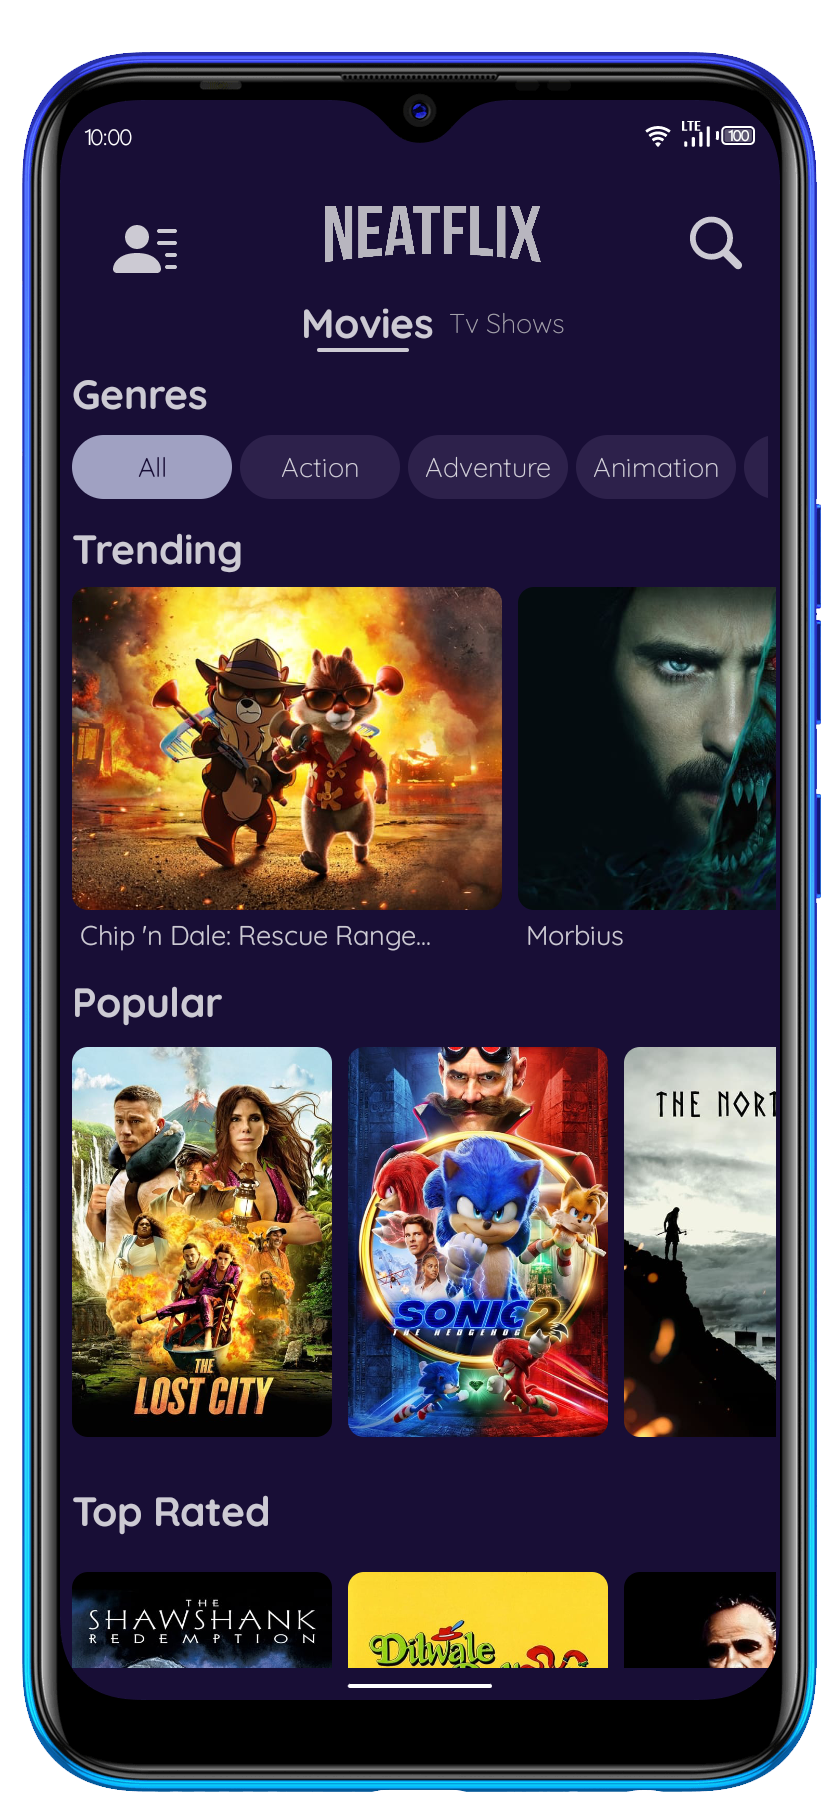 10:00
LTE
100
NEATFLIX
Movies Tv Shows
Genres
All Action Adventure Animation
Trending
Chip 'n Dale: Rescue Range...
Morbius
Popular
THE
LOST CITY
SONIC 2
THE HEDGEHOG
THE NORT
Top Rated
THE
SHAWSHANK
REDEMPTION
Dilwale